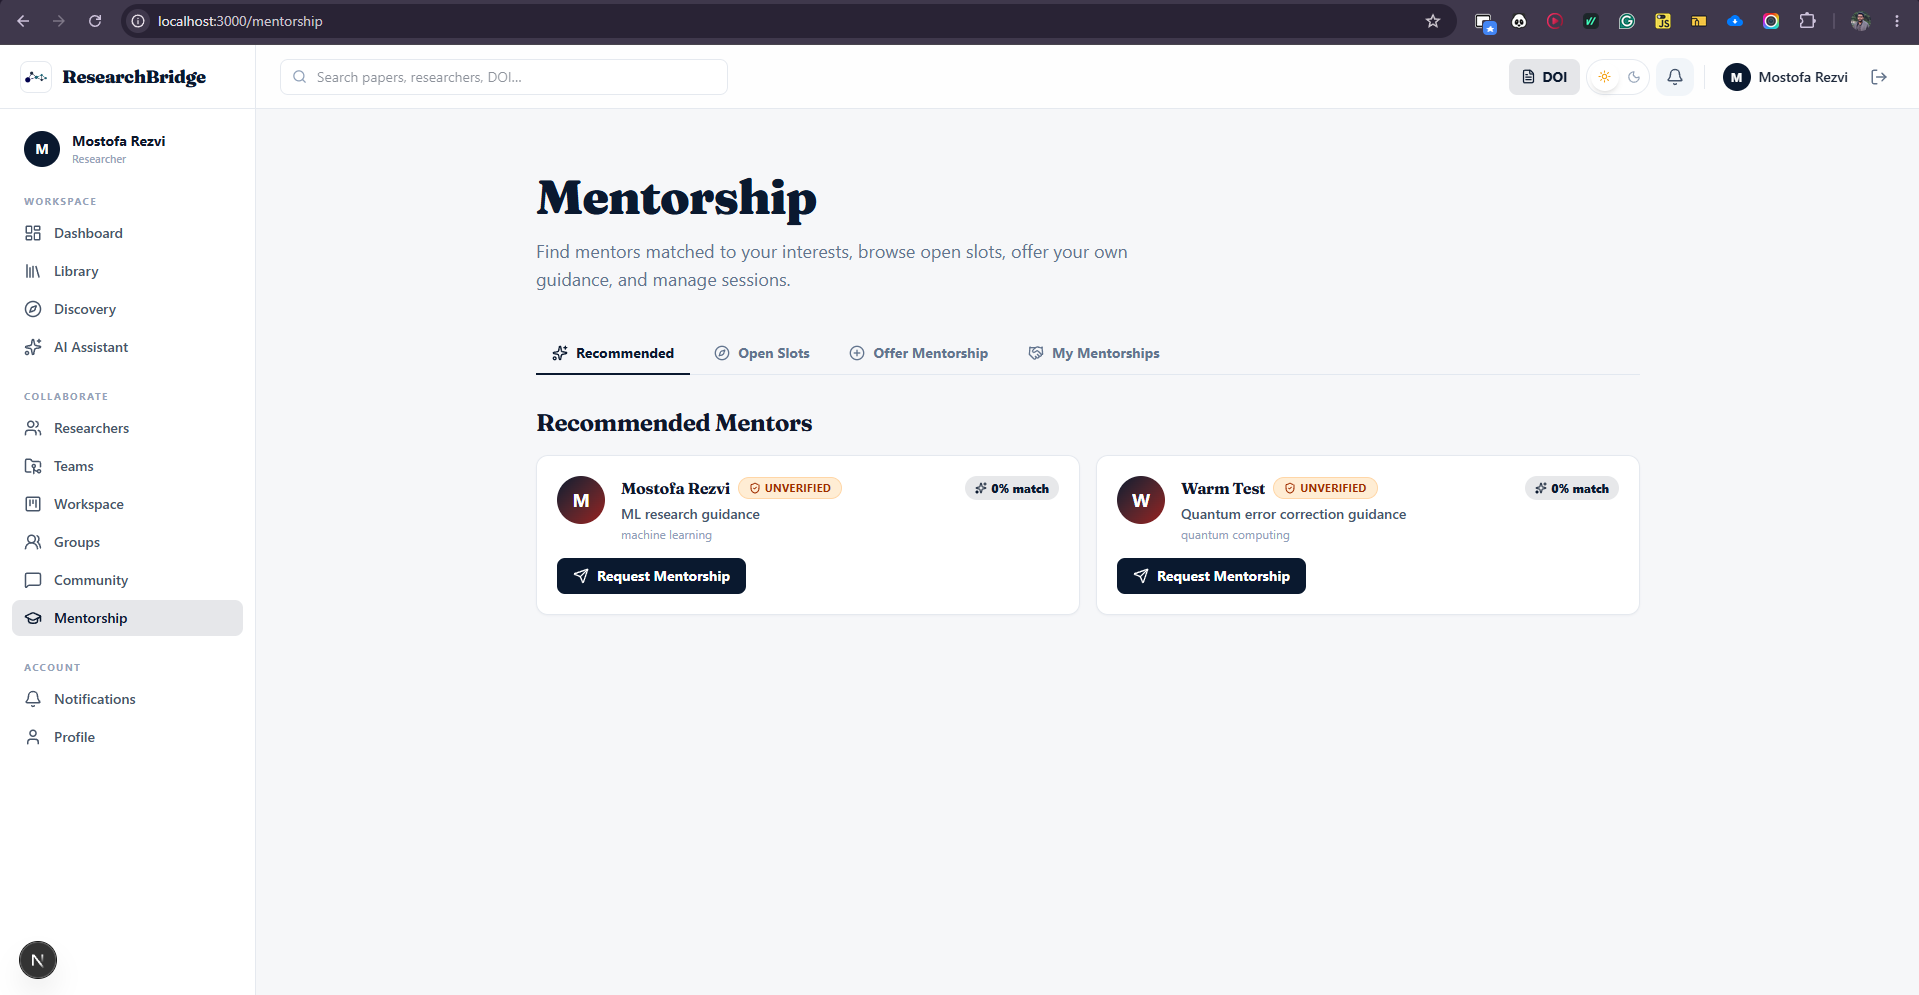 localhost:3000/mentorship
ResearchBridge
Search papers, researchers, DOI...
DOI
M
Mostofa Rezvi
M
Mostofa Rezvi
Researcher
WORKSPACE
Dashboard
Library
Discovery
AI Assistant
COLLABORATE
Researchers
Teams
Workspace
Groups
Community
Mentorship
ACCOUNT
Notifications
Profile
N
Mentorship
Find mentors matched to your interests, browse open slots, offer your own
guidance, and manage sessions.
Recommended
Open Slots
Offer Mentorship
My Mentorships
Recommended Mentors
M
Mostofa Rezvi
UNVERIFIED
0% match
ML research guidance
machine learning
Request Mentorship
W
Warm Test
UNVERIFIED
0% match
Quantum error correction guidance
quantum computing
Request Mentorship